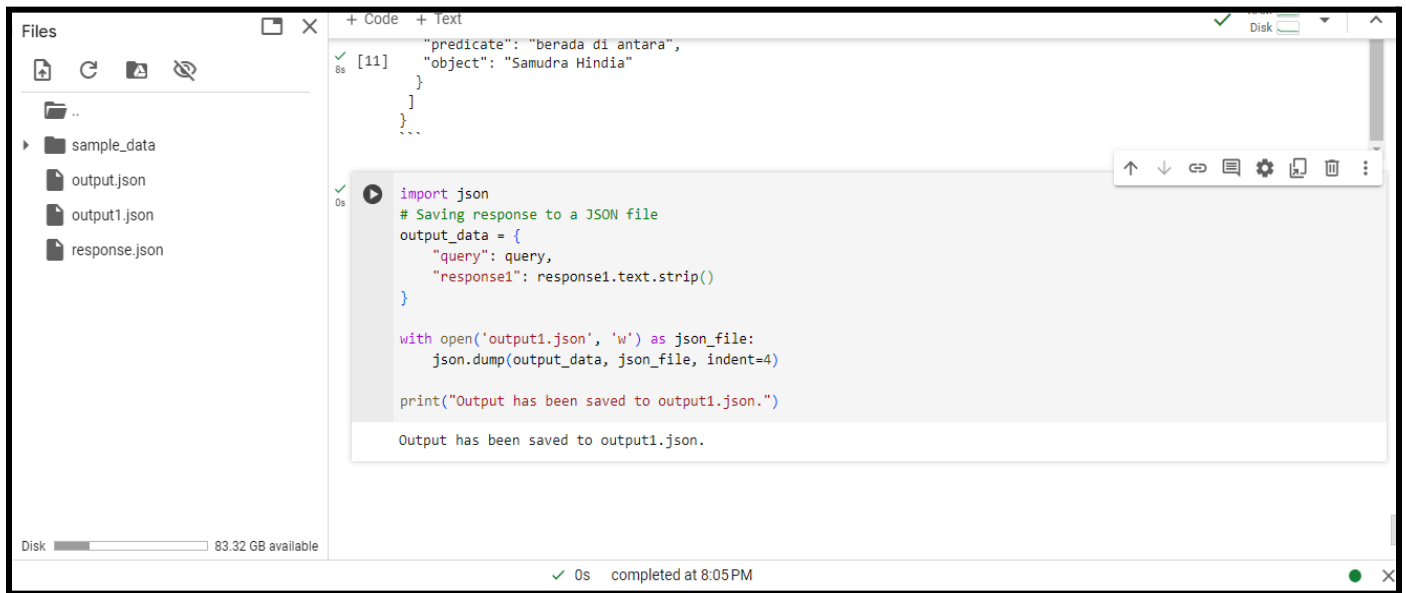 Files
..
sample_data
output.json
output1.json
response.json
Disk 83.32 GB available
+ Code + Text
Disk
"predicate": "berada di antara",
8s [11] "object": "Samudra Hindia"
}
]
}
```
0s
import json
# Saving response to a JSON file
output_data = {
"query": query,
"response1": response1.text.strip()
}
with open('output1.json', 'w') as json_file:
json.dump(output_data, json_file, indent=4)
print("Output has been saved to output1.json.")
Output has been saved to output1.json.
0s completed at 8:05 PM